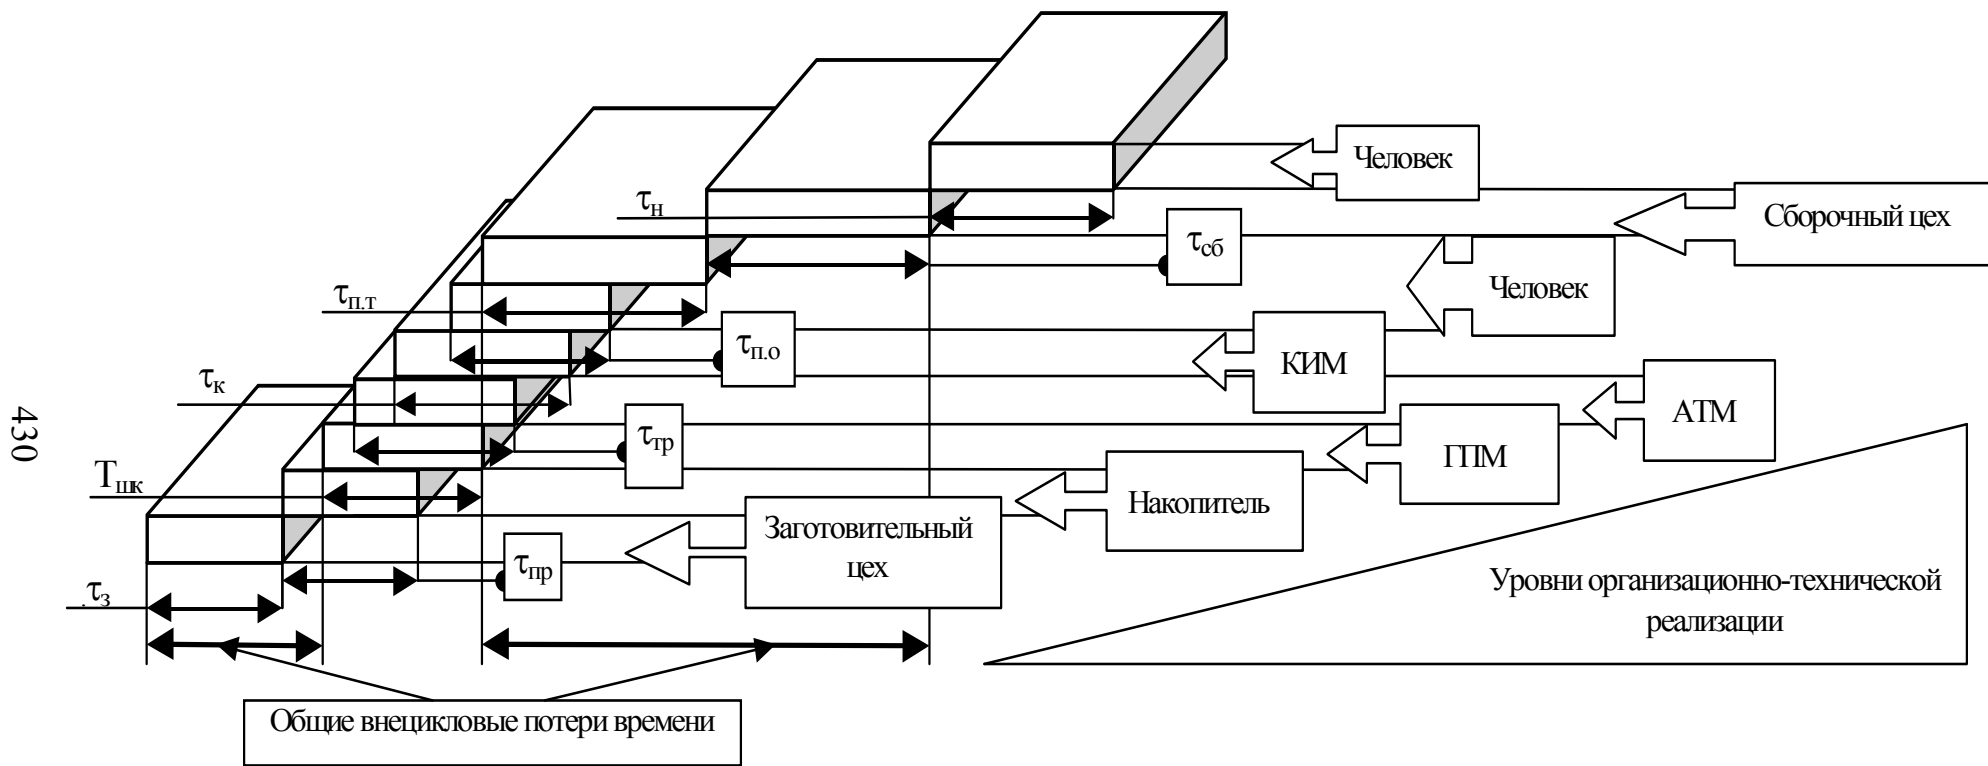 Человек
τн
Сборочный цех
τсб
τп.т
Человек
τп.о
КИМ
τк
АТМ
430
τтр
ГПМ
Tшк
Накопитель
Заготовительный
цех
τпр
τз
Уровни организационно-технической
реализации
Общие внецикловые потери времени